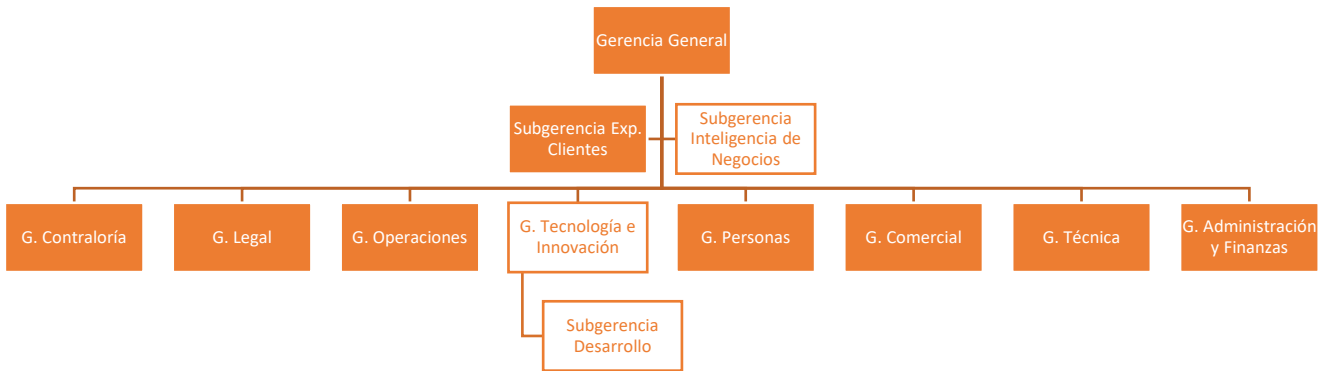 Gerencia General
Subgerencia Exp.
Clientes
Subgerencia
Inteligencia de
Negocios
G. Contraloría
G. Legal
G. Operaciones
G. Tecnología e
Innovación
G. Personas
G. Comercial
G. Técnica
G. Administración
y Finanzas
Subgerencia
Desarrollo